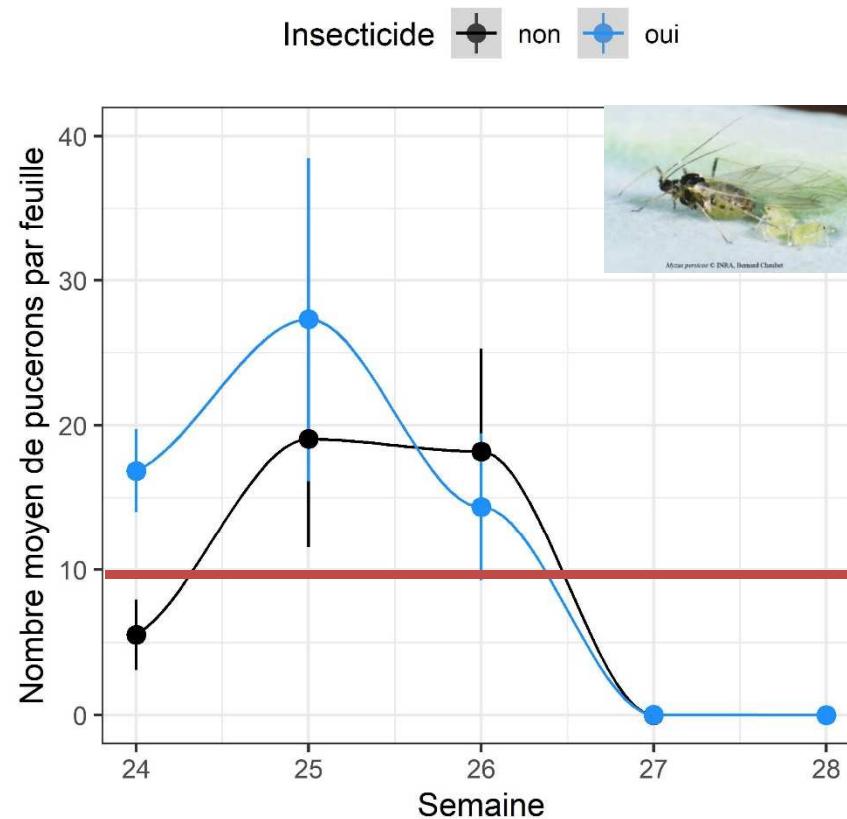 Insecticide non oui
Nombre moyen de pucerons par feuille
40
30
20
10
0
Myzus persicae © INRA, Bernard Chaubet
24 25 26 27 28
Semaine